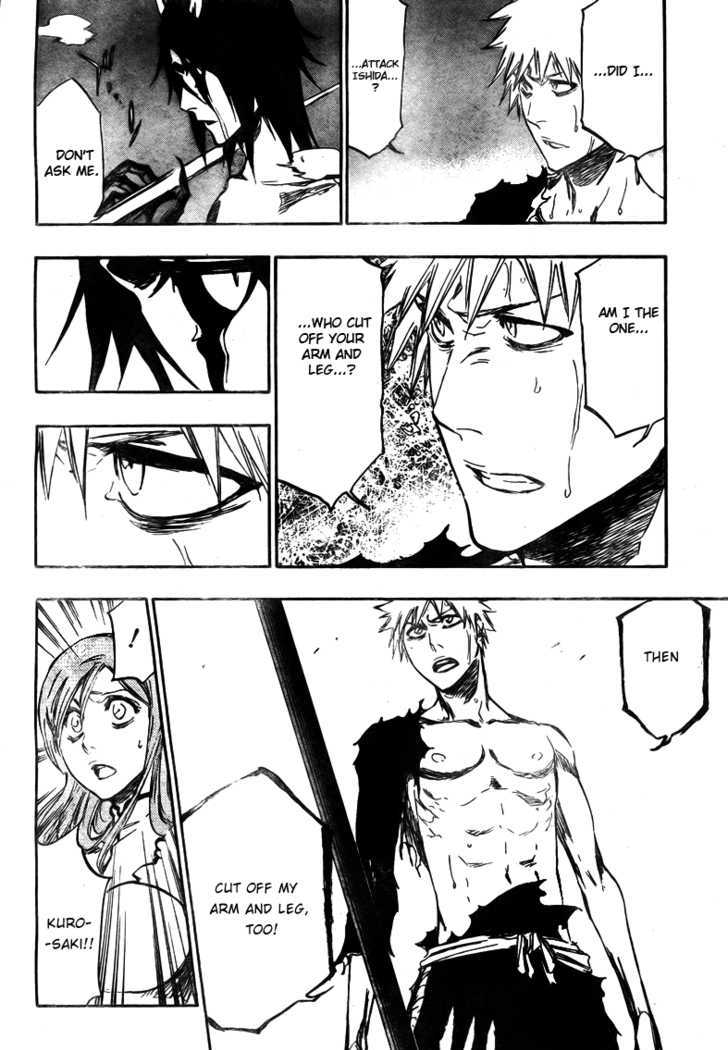 ...DID I...
...ATTACK
ISHIDA...
?
DON'T
ASK ME.
AM I THE
ONE...
...WHO CUT
OFF YOUR
ARM AND
LEG...?
THEN
CUT OFF MY
ARM AND LEG,
TOO!
!
KURO-
-SAKI!!